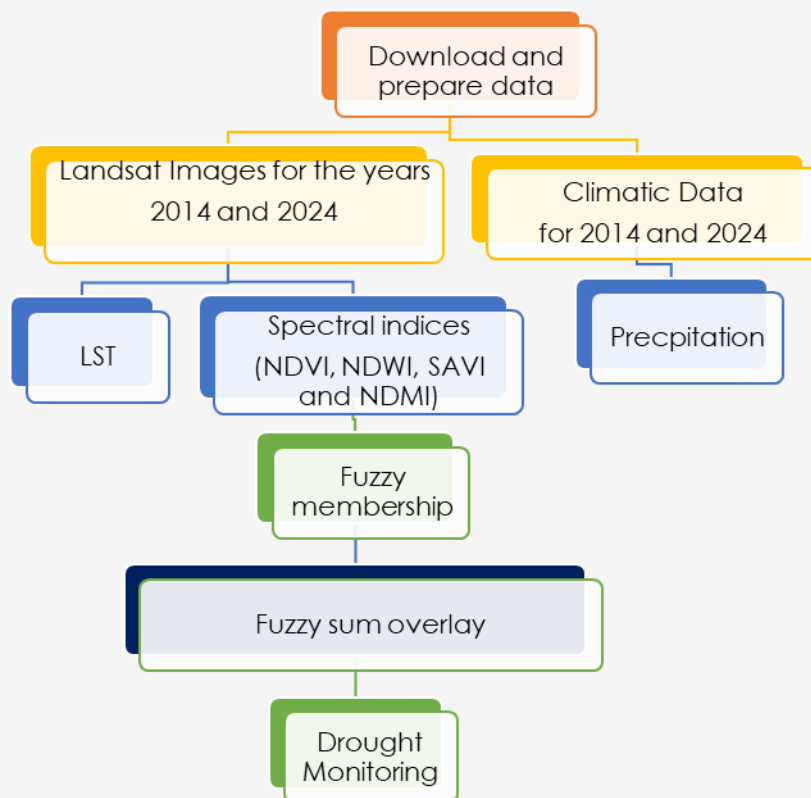 Download and
prepare data
Landsat Images for the years
2014 and 2024
Climatic Data
for 2014 and 2024
LST
Spectral indices
(NDVI, NDWI, SAVI
and NDMI)
Precpitation
Fuzzy
membership
Fuzzy sum overlay
Drought
Monitoring